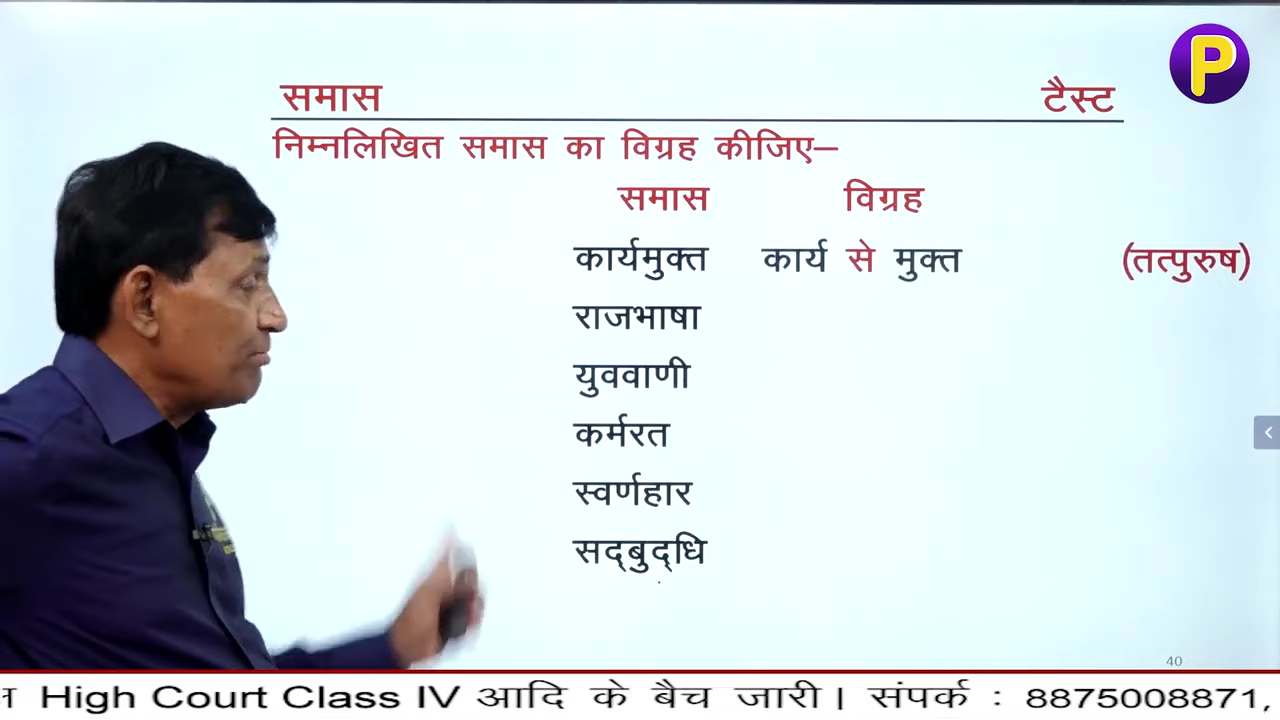 P
समास टैस्ट
निम्नलिखित समास का विग्रह कीजिए–
समास विग्रह
कार्यमुक्त कार्य से मुक्त (तत्पुरुष)
राजभाषा
युववाणी
कर्मरत
स्वर्णहार
सद्‌बुद्‌धि
40
High Court Class IV आदि के बैच जारी। संपर्क : 8875008871,